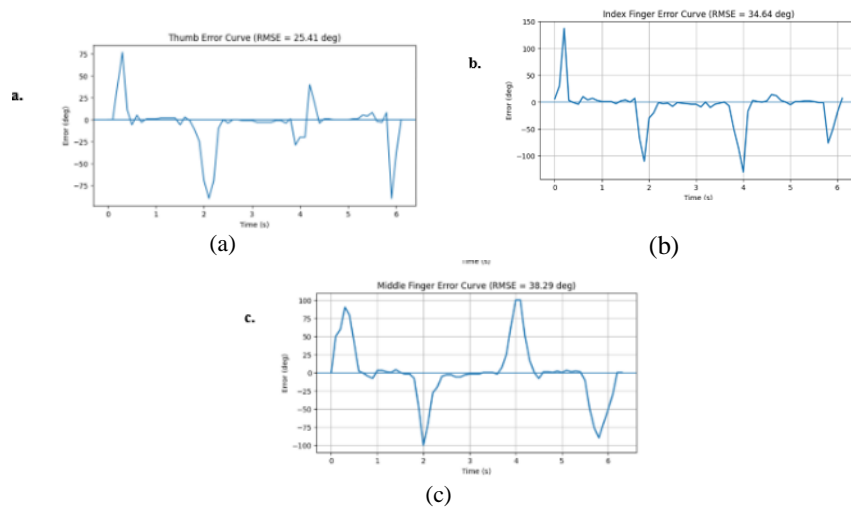 a.
Thumb Error Curve (RMSE = 25.41 deg)
75
50
25
0
−25
−50
−75
Error (deg)
0 1 2 3 4 5 6
Time (s)
(a)
b.
Index Finger Error Curve (RMSE = 34.64 deg)
150
100
50
0
−50
−100
Error (deg)
0 1 2 3 4 5 6
Time (s)
(b)
Time (s)
c.
Middle Finger Error Curve (RMSE = 38.29 deg)
100
75
50
25
0
−25
−50
−75
−100
Error (deg)
0 1 2 3 4 5 6
Time (s)
(c)